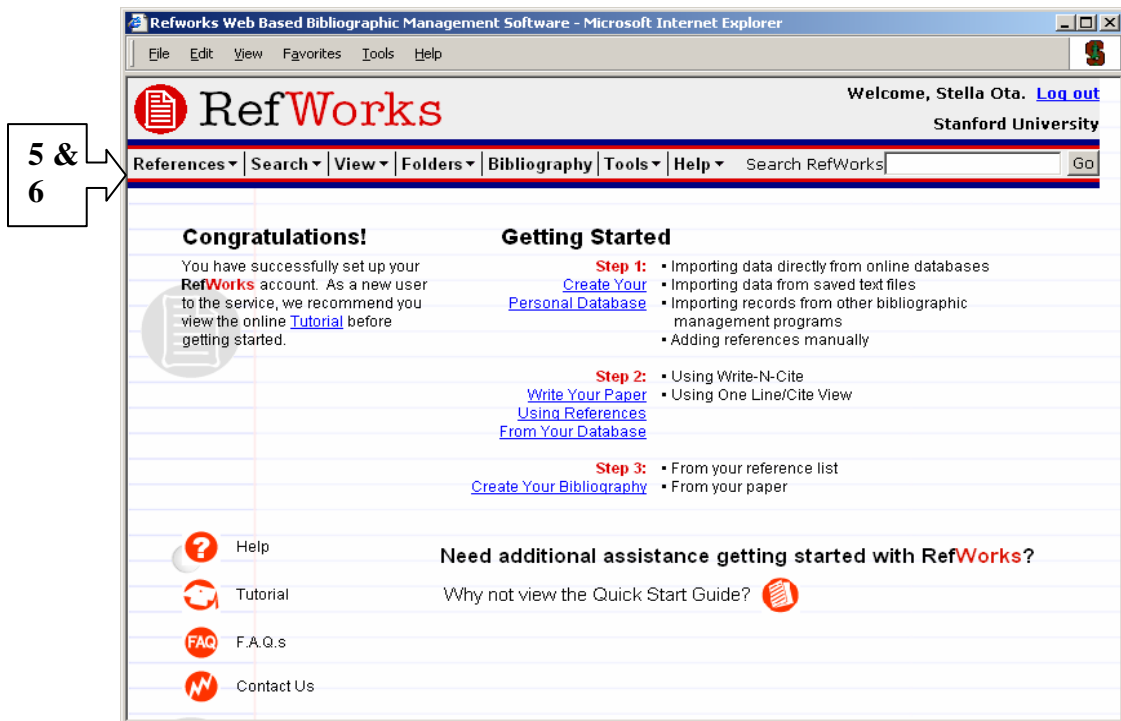 Refworks Web Based Bibliographic Management Software - Microsoft Internet Explorer
File Edit View Favorites Tools Help
RefWorks
Welcome, Stella Ota. Log out
Stanford University
5 &
6
References Search View Folders Bibliography Tools Help Search RefWorks Go
Congratulations!
You have successfully set up your
RefWorks account. As a new user
to the service, we recommend you
view the online Tutorial before
getting started.
Getting Started
Step 1: • Importing data directly from online databases
Create Your • Importing data from saved text files
Personal Database • Importing records from other bibliographic
management programs
• Adding references manually
Step 2: • Using Write-N-Cite
Write Your Paper • Using One Line/Cite View
Using References
From Your Database
Step 3: • From your reference list
Create Your Bibliography • From your paper
Help
Tutorial
FAQ F.A.Q.s
Contact Us
Need additional assistance getting started with RefWorks?
Why not view the Quick Start Guide?